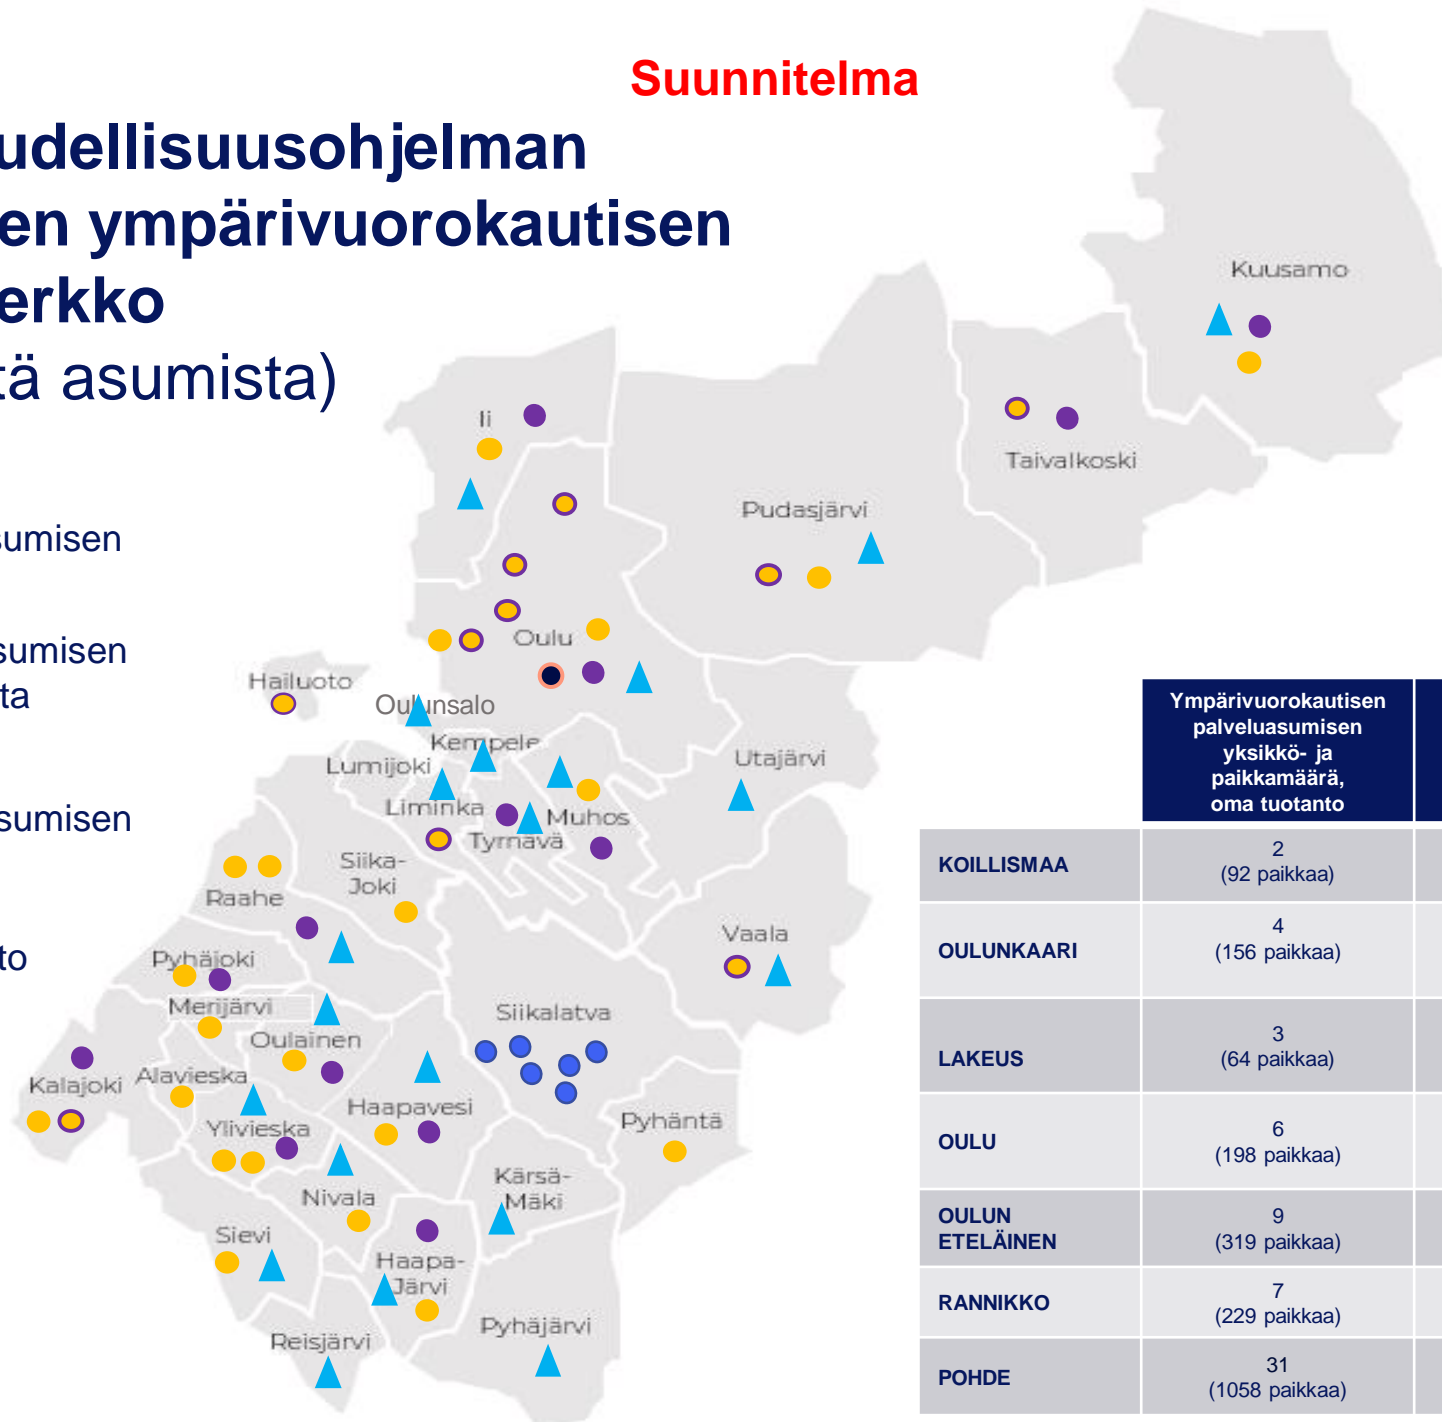 Suunnitelma
udellisuusohjelman
en ympärivuorokautisen
erkko
tä asumista)
sumisen
sumisen
ta
sumisen
to
Kuusamo
Ii
Taivalkoski
Pudasjärvi
Oulu
Hailuoto
Oulunsalo
Kempele
Lumijoki
Utajärvi
Liminka
Muhos
Tyrnävä
Siika-
Joki
Raahe
Vaala
Pyhäjoki
Merijärvi
Siikalatva
Oulainen
Kalajoki
Alavieska
Haapavesi
Ylivieska
Pyhäntä
Kärsä-
Mäki
Nivala
Sievi
Haapa-
Järvi
Reisjärvi
Pyhäjärvi
Ympärivuorokautisen
palveluasumisen
yksikkö- ja
paikkamäärä,
oma tuotanto
KOILLISMAA
2
(92 paikkaa)
OULUNKAARI
4
(156 paikkaa)
LAKEUS
3
(64 paikkaa)
OULU
6
(198 paikkaa)
OULUN
ETELÄINEN
9
(319 paikkaa)
RANNIKKO
7
(229 paikkaa)
POHDE
31
(1058 paikkaa)